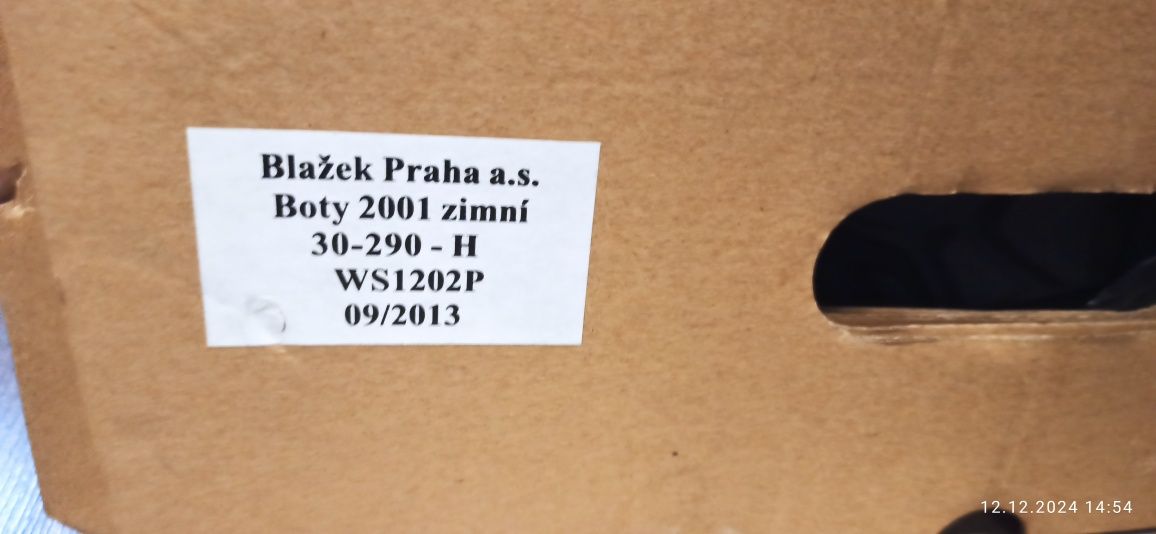 Blažek Praha a.s.
Boty 2001 zimní
30-290 - H
WS1202P
09/2013
12.12.2024 14:54